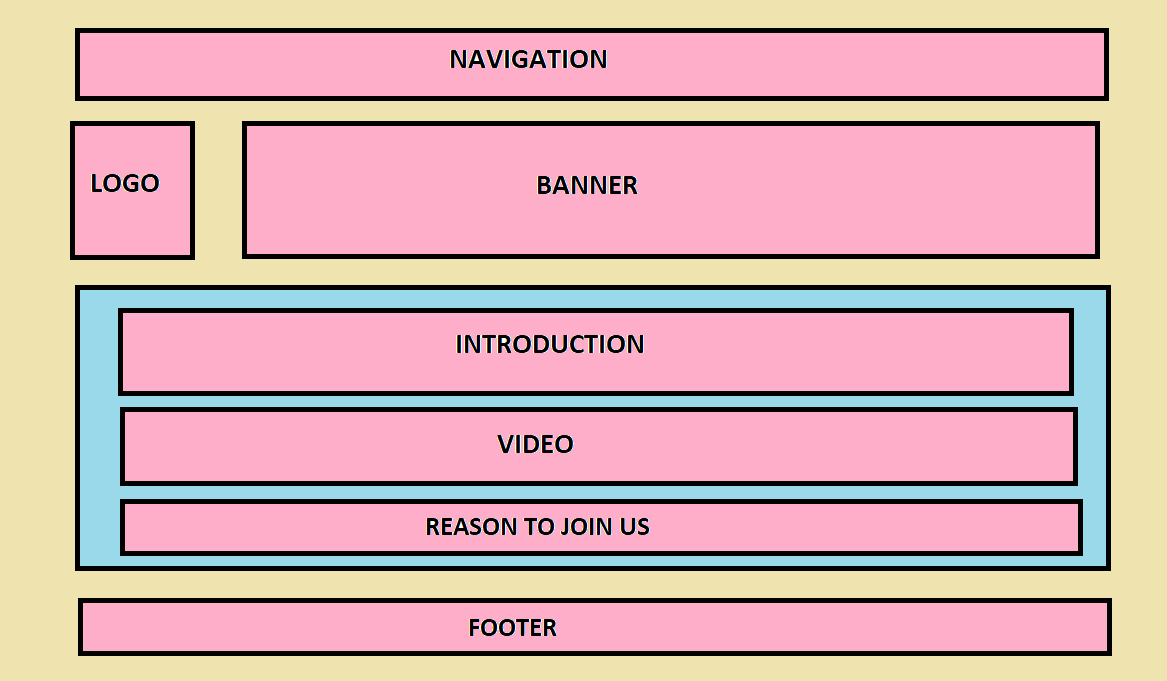 NAVIGATION
LOGO
BANNER
INTRODUCTION
VIDEO
REASON TO JOIN US
FOOTER